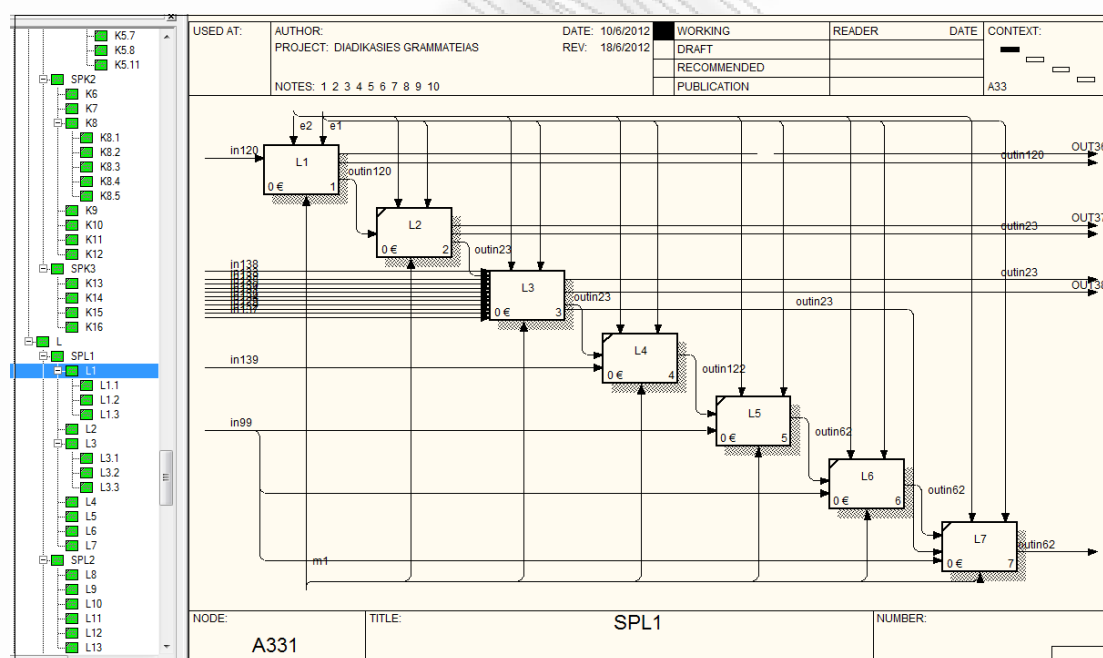 K5.7
K5.8
K5.11
SPK2
K6
K7
K8
K8.1
K8.2
K8.3
K8.4
K8.5
K9
K10
K11
K12
SPK3
K13
K14
K15
K16
L
SPL1
L1
L1.1
L1.2
L1.3
L2
L3
L3.1
L3.2
L3.3
L4
L5
L6
L7
SPL2
L8
L9
L10
L11
L12
L13
USED AT:
AUTHOR:
PROJECT: DIADIKASIES GRAMMATEIAS
NOTES: 1 2 3 4 5 6 7 8 9 10
DATE: 10/6/2012
REV: 18/6/2012
WORKING
DRAFT
RECOMMENDED
PUBLICATION
READER
DATE
CONTEXT:
A33
e2
e1
in120
L1
0 €
1
outin120
OUT36
outin120
L2
0 €
2
outin23
OUT37
outin23
in138
in137
L3
0 €
3
outin23
outin23
outin23
OUT38
in139
L4
0 €
4
outin122
in99
L5
0 €
5
outin62
L6
0 €
6
outin62
m1
L7
0 €
7
outin62
NODE:
A331
TITLE:
SPL1
NUMBER: